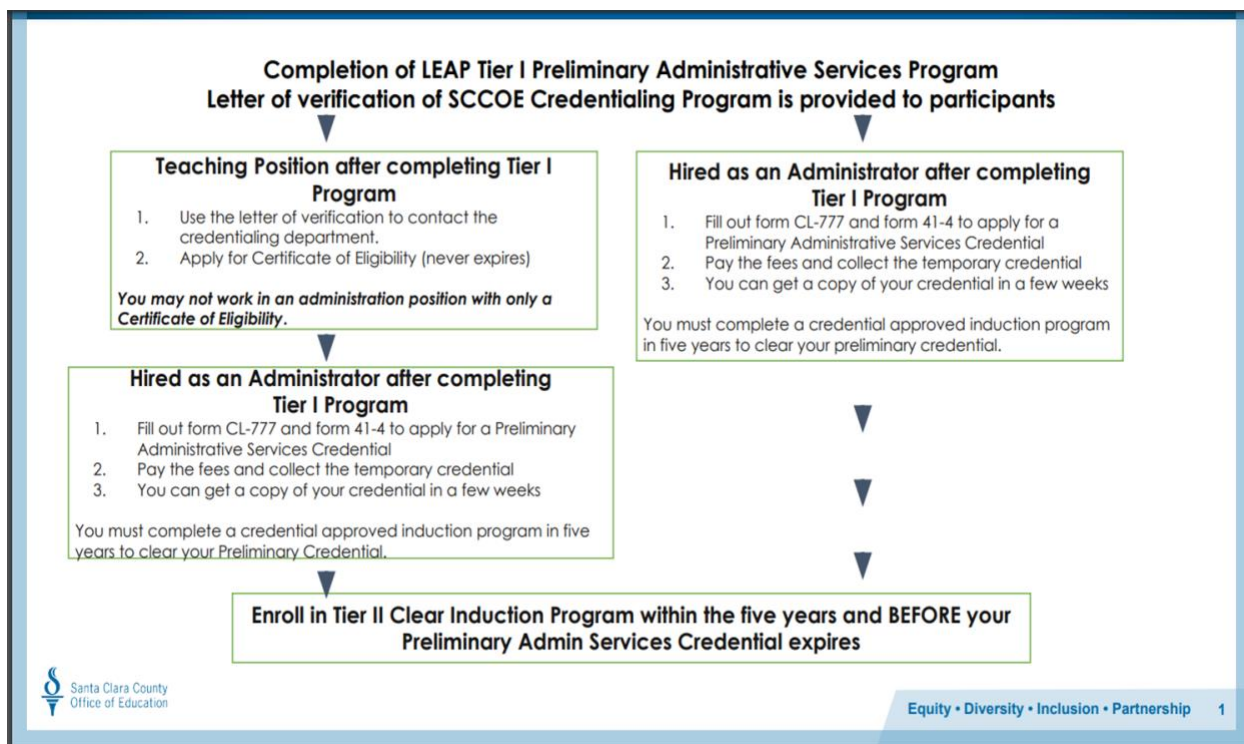 Completion of LEAP Tier I Preliminary Administrative Services Program
Letter of verification of SCCOE Credentialing Program is provided to participants
Teaching Position after completing Tier I
Program
1. Use the letter of verification to contact the
credentialing department.
2. Apply for Certificate of Eligibility (never expires)
You may not work in an administration position with only a
Certificate of Eligibility.
Hired as an Administrator after completing
Tier I Program
1. Fill out form CL-777 and form 41-4 to apply for a Preliminary
Administrative Services Credential
2. Pay the fees and collect the temporary credential
3. You can get a copy of your credential in a few weeks
You must complete a credential approved induction program in five
years to clear your Preliminary Credential.
Hired as an Administrator after completing
Tier I Program
1. Fill out form CL-777 and form 41-4 to apply for a
Preliminary Administrative Services Credential
2. Pay the fees and collect the temporary credential
3. You can get a copy of your credential in a few weeks
You must complete a credential approved induction program
in five years to clear your preliminary credential.
Enroll in Tier II Clear Induction Program within the five years and BEFORE your
Preliminary Admin Services Credential expires
Santa Clara County
Office of Education
Equity • Diversity • Inclusion • Partnership 1